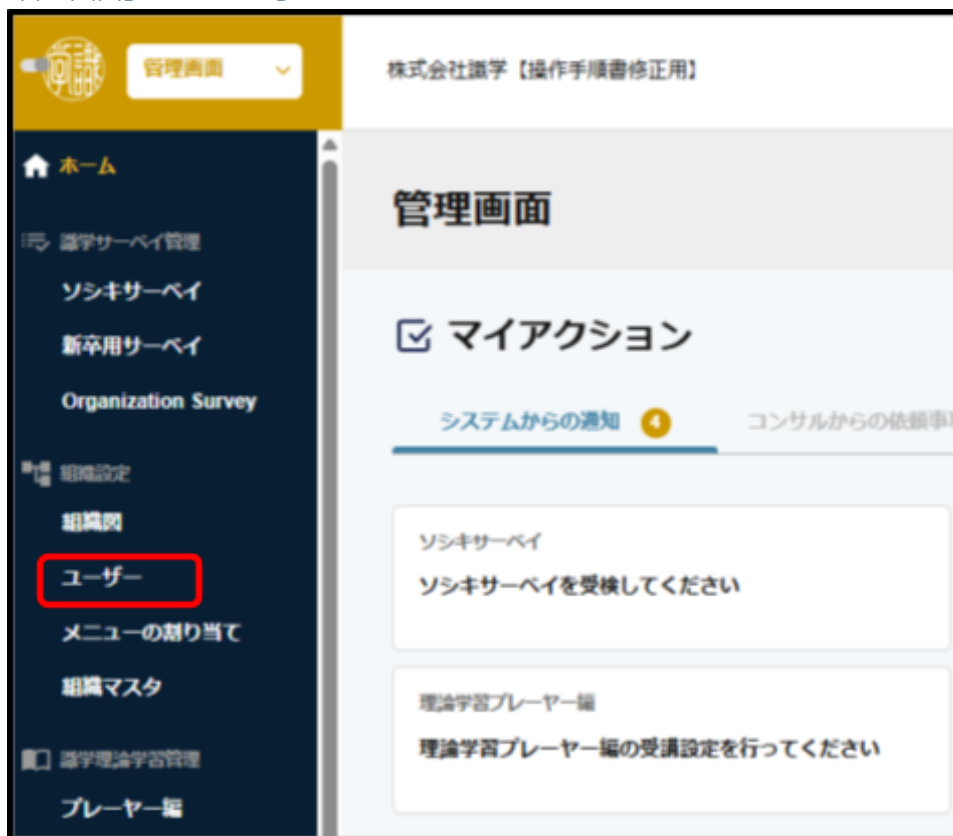 管理画面
株式会社識学【操作手順書修正用】
ホーム
識学サーベイ管理
ソシキサーベイ
新卒用サーベイ
Organization Survey
組織設定
組織図
ユーザー
メニューの割り当て
組織マスタ
識学理論学習管理
プレーヤー編
管理画面
マイアクション
システムからの通知 4
コンサルからの依頼事
ソシキサーベイ
ソシキサーベイを受検してください
理論学習プレーヤー編
理論学習プレーヤー編の受講設定を行ってください